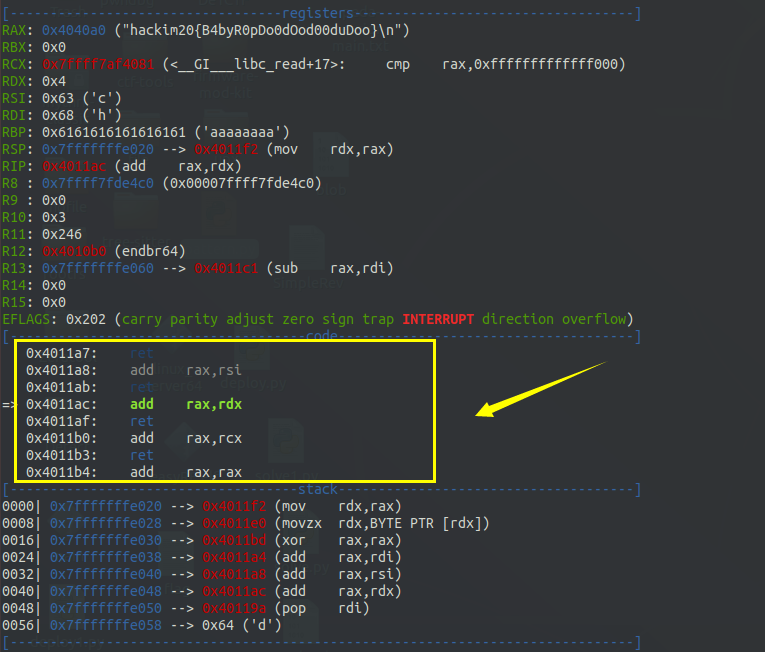 [----------------------------------registers-----------------------------------]
RAX: 0x4040a0 ("hackim20{B4byR0pDo0dOod00duDoo}\n")
RBX: 0x0
RCX: 0x7ffff7af4081 (<__GI___libc_read+17>: cmp rax,0xfffffffffffff000)
RDX: 0x4
RSI: 0x63 ('c')
RDI: 0x68 ('h')
RBP: 0x6161616161616161 ('aaaaaaaa')
RSP: 0x7fffffffe020 --> 0x4011f2 (mov rdx,rax)
RIP: 0x4011ac (add rax,rdx)
R8 : 0x7ffff7fde4c0 (0x00007ffff7fde4c0)
R9 : 0x0
R10: 0x3
R11: 0x246
R12: 0x4010b0 (endbr64)
R13: 0x7fffffffe060 --> 0x4011c1 (sub rax,rdi)
R14: 0x0
R15: 0x0
EFLAGS: 0x202 (carry parity adjust zero sign trap INTERRUPT direction overflow)
[-------------------------------------code-------------------------------------]
0x4011a7: ret
0x4011a8: add rax,rsi
0x4011ab: ret
=> 0x4011ac: add rax,rdx
0x4011af: ret
0x4011b0: add rax,rcx
0x4011b3: ret
0x4011b4: add rax,rax
[------------------------------------stack-------------------------------------]
0000| 0x7fffffffe020 --> 0x4011f2 (mov rdx,rax)
0008| 0x7fffffffe028 --> 0x4011e0 (movzx rdx,BYTE PTR [rdx])
0016| 0x7fffffffe030 --> 0x4011bd (xor rax,rax)
0024| 0x7fffffffe038 --> 0x4011a4 (add rax,rdi)
0032| 0x7fffffffe040 --> 0x4011a8 (add rax,rsi)
0040| 0x7fffffffe048 --> 0x4011ac (add rax,rdx)
0048| 0x7fffffffe050 --> 0x40119a (pop rdi)
0056| 0x7fffffffe058 --> 0x64 ('d')
[------------------------------------------------------------------------------]